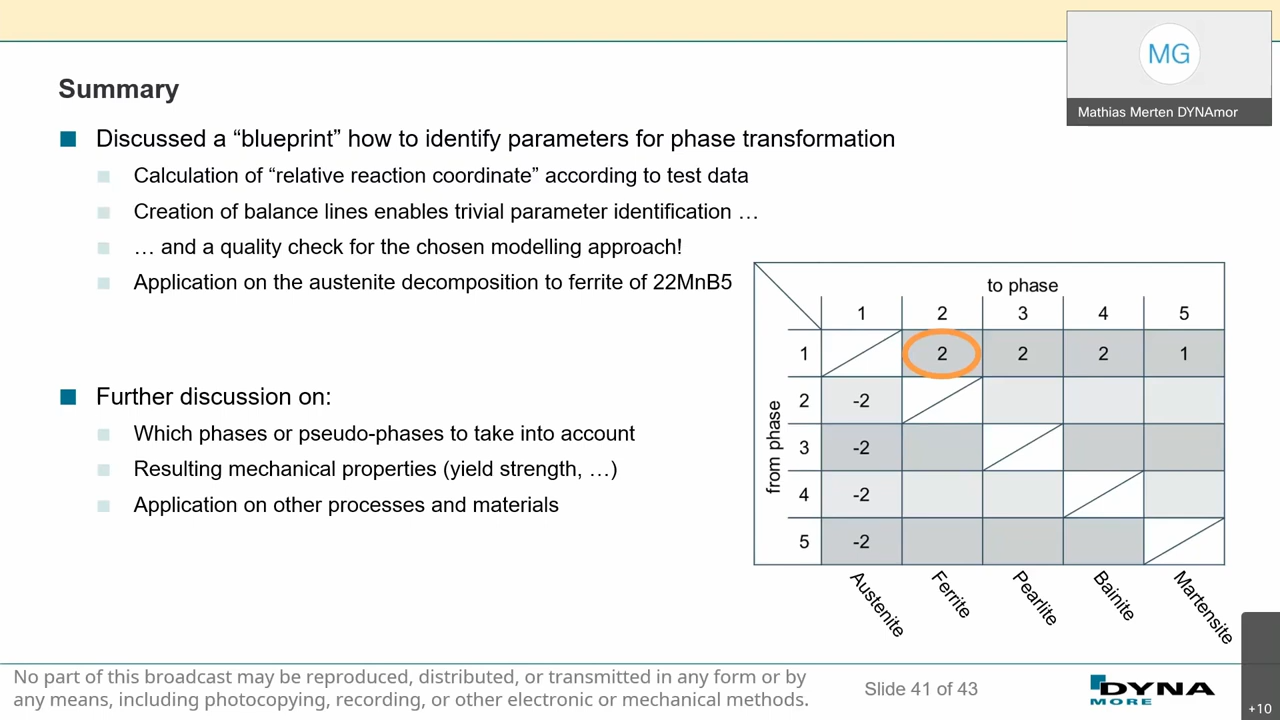 MG
Mathias Merten DYNAmor
Summary
Discussed a “blueprint” how to identify parameters for phase transformation
Calculation of “relative reaction coordinate” according to test data
Creation of balance lines enables trivial parameter identification …
… and a quality check for the chosen modelling approach!
Application on the austenite decomposition to ferrite of 22MnB5
Further discussion on:
Which phases or pseudo-phases to take into account
Resulting mechanical properties (yield strength, …)
Application on other processes and materials
to phase
1 2 3 4 5
from phase
1 2 2 2 1
2 -2
3 -2
4 -2
5 -2
Austenite Ferrite Pearlite Bainite Martensite
No part of this broadcast may be reproduced, distributed, or transmitted in any form or by
any means, including photocopying, recording, or other electronic or mechanical methods.
Slide 41 of 43
DYNA
MORE
+10